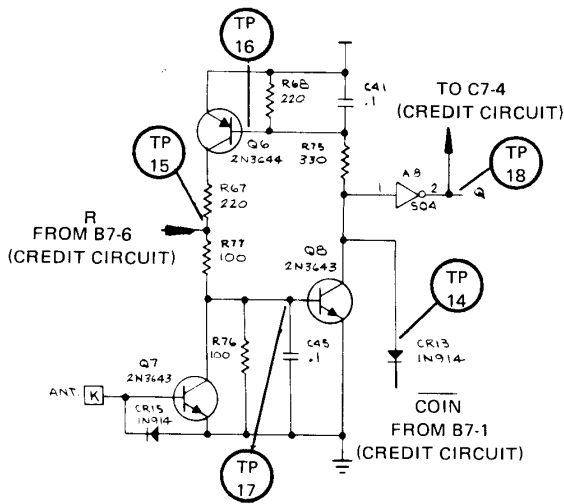 TP
16
R68
220
C41
.1
TO C7-4
(CREDIT CIRCUIT)
TP
15
Q6
2N3644
R75
330
A8
1
2
S04
Q
TP
18
R67
220
R
FROM B7-6
(CREDIT CIRCUIT)
R77
100
Q8
2N3643
TP
14
Q7
2N3643
R76
100
C45
.1
CR13
1N914
ANT.
K
CR15
1N914
COIN
FROM B7-1
(CREDIT CIRCUIT)
TP
17